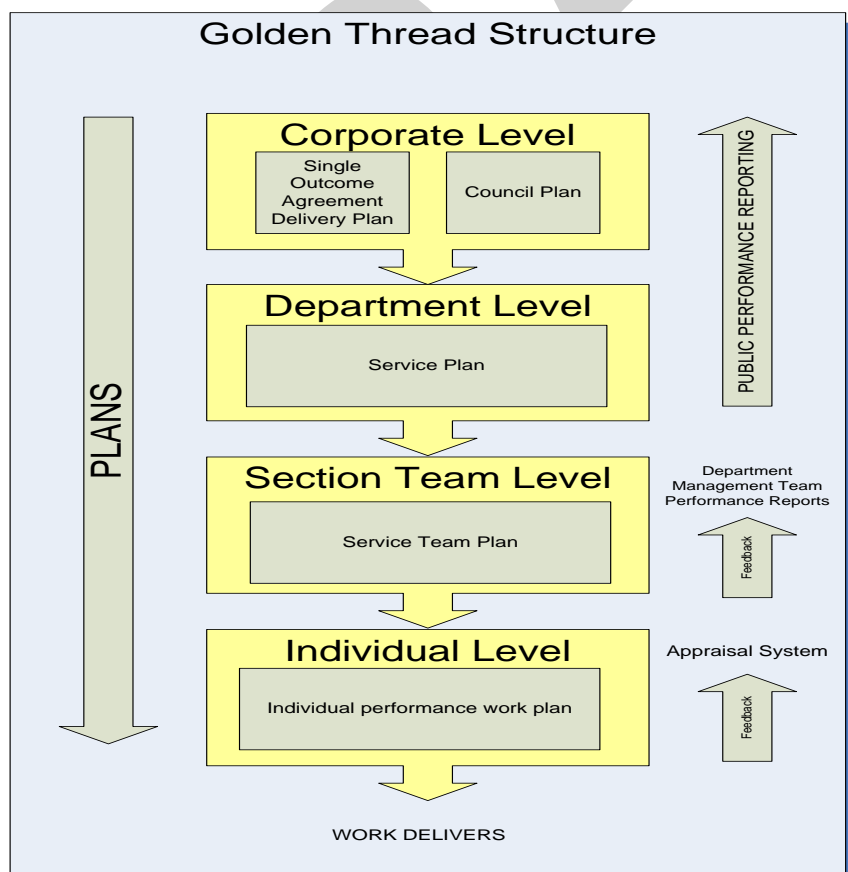 Golden Thread Structure
Corporate Level
Single
Outcome
Agreement
Delivery Plan
Council Plan
Department Level
Service Plan
Section Team Level
Service Team Plan
Individual Level
Individual performance work plan
WORK DELIVERS
PLANS
PUBLIC PERFORMANCE REPORTING
Department
Management Team
Performance Reports
Feedback
Appraisal System
Feedback